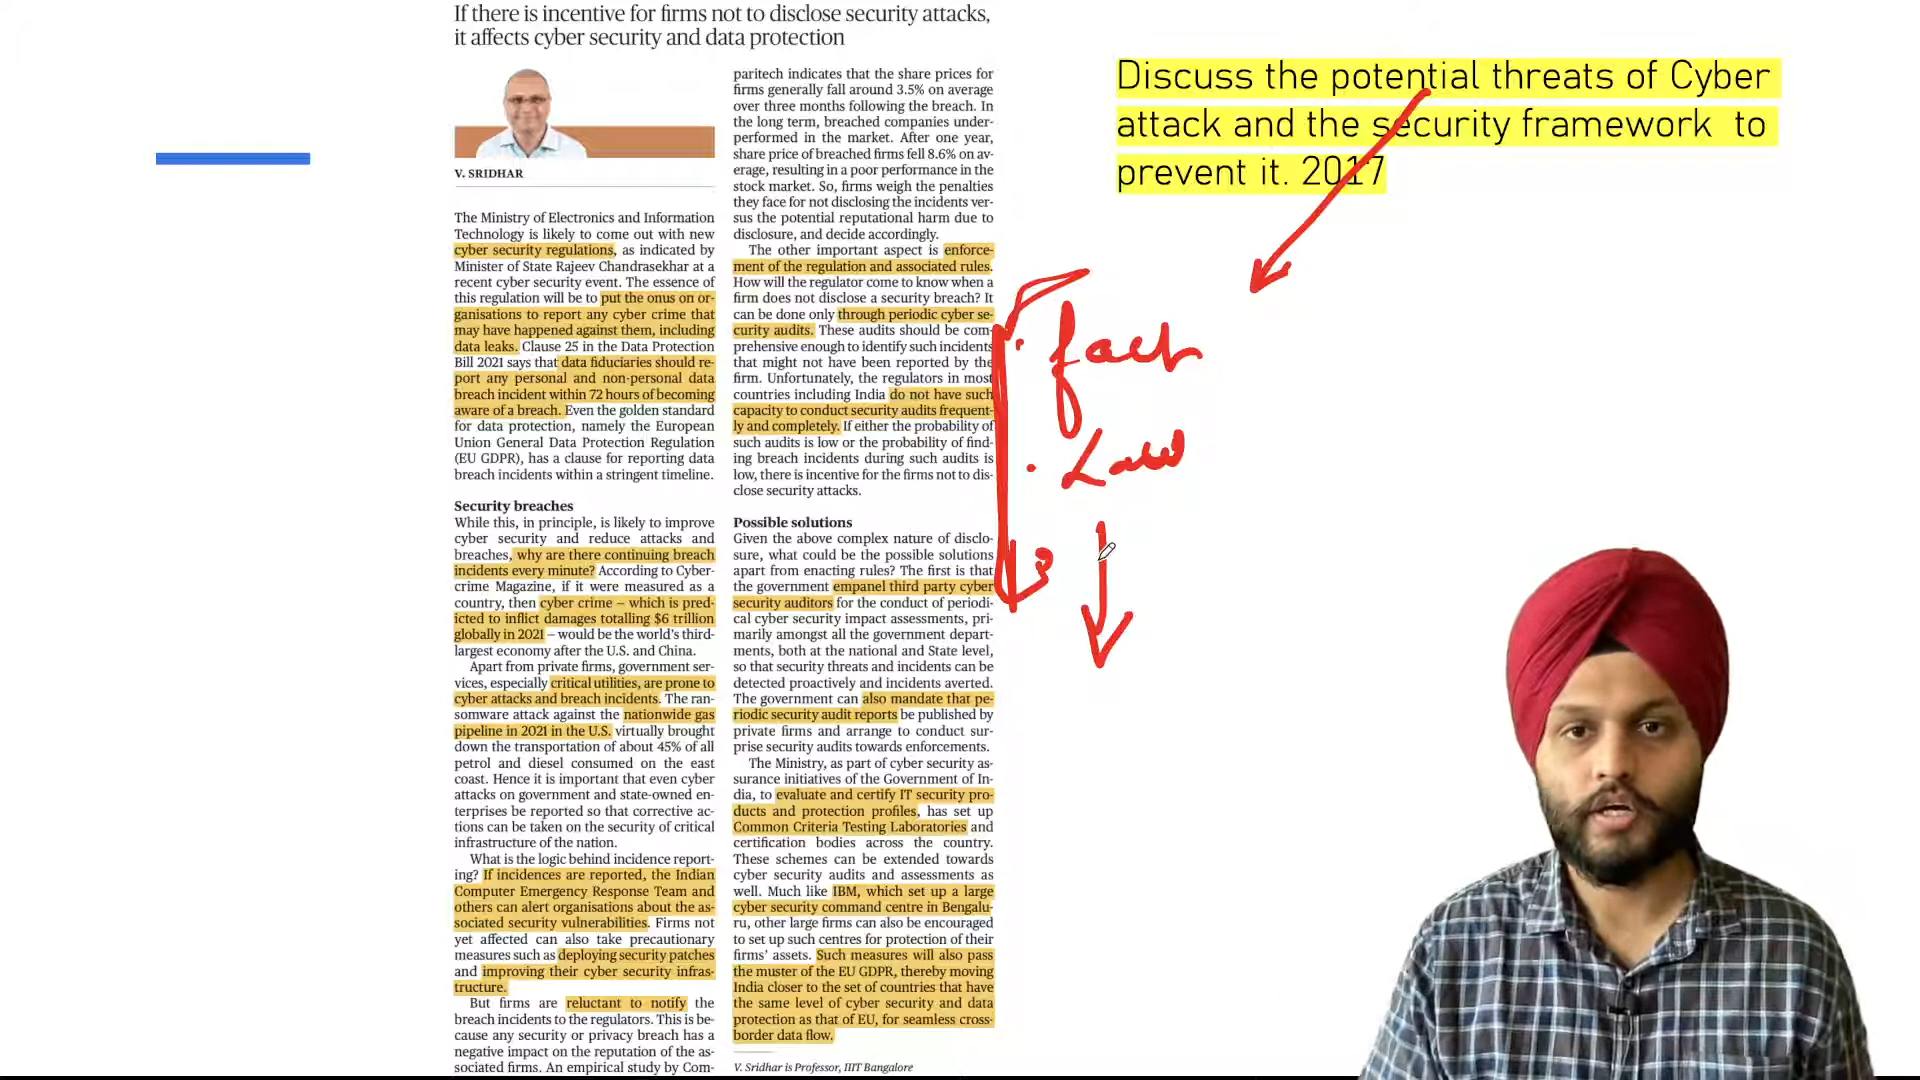 If there is incentive for firms not to disclose security attacks,
it affects cyber security and data protection
V. SRIDHAR
The Ministry of Electronics and Information
Technology is likely to come out with new
cyber security regulations, as indicated by
Minister of State Rajeev Chandrasekhar at a
recent cyber security event. The essence of
this regulation will be to put the onus on or-
ganisations to report any cyber crime that
may have happened against them, including
data leaks. Clause 25 in the Data Protection
Bill 2021 says that data fiduciaries should re-
port any personal and non-personal data
breach incident within 72 hours of becoming
aware of a breach. Even the golden standard
for data protection, namely the European
Union General Data Protection Regulation
(EU GDPR), has a clause for reporting data
breach incidents within a stringent timeline.
Security breaches
While this, in principle, is likely to improve
cyber security and reduce attacks and
breaches, why are there continuing breach
incidents every minute? According to Cyber-
crime Magazine, if it were measured as a
country, then cyber crime – which is pred-
icted to inflict damages totalling $6 trillion
globally in 2021 – would be the world's third-
largest economy after the U.S. and China.
Apart from private firms, government ser-
vices, especially critical utilities, are prone to
cyber attacks and breach incidents. The ran-
somware attack against the nationwide gas
pipeline in 2021 in the U.S. virtually brought
down the transportation of about 45% of all
petrol and diesel consumed on the east
coast. Hence it is important that even cyber
attacks on government and state-owned en-
terprises be reported so that corrective ac-
tions can be taken on the security of critical
infrastructure of the nation.
What is the logic behind incidence report-
ing? If incidences are reported, the Indian
Computer Emergency Response Team and
others can alert organisations about the as-
sociated security vulnerabilities. Firms not
yet affected can also take precautionary
measures such as deploying security patches
and improving their cyber security infras-
tructure.
But firms are reluctant to notify the
breach incidents to the regulators. This is be-
cause any security or privacy breach has a
negative impact on the reputation of the as-
sociated firms. An empirical study by Com-
paritech indicates that the share prices for
firms generally fall around 3.5% on average
over three months following the breach. In
the long term, breached companies under-
performed in the market. After one year,
share price of breached firms fell 8.6% on av-
erage, resulting in a poor performance in the
stock market. So, firms weigh the penalties
they face for not disclosing the incidents ver-
sus the potential reputational harm due to
disclosure, and decide accordingly.
The other important aspect is enforce-
ment of the regulation and associated rules.
How will the regulator come to know when a
firm does not disclose a security breach? It
can be done only through periodic cyber se-
curity audits. These audits should be com-
prehensive enough to identify such incidents
that might not have been reported by the
firm. Unfortunately, the regulators in most
countries including India do not have such
capacity to conduct security audits frequent-
ly and completely. If either the probability of
such audits is low or the probability of find-
ing breach incidents during such audits is
low, there is incentive for the firms not to dis-
close security attacks.
Possible solutions
Given the above complex nature of disclo-
sure, what could be the possible solutions
apart from enacting rules? The first is that
the government empanel third party cyber
security auditors for the conduct of periodi-
cal cyber security impact assessments, pri-
marily amongst all the government depart-
ments, both at the national and State level,
so that security threats and incidents can be
detected proactively and incidents averted.
The government can also mandate that pe-
riodic security audit reports be published by
private firms and arrange to conduct sur-
prise security audits towards enforcements.
The Ministry, as part of cyber security as-
surance initiatives of the Government of In-
dia, to evaluate and certify IT security pro-
ducts and protection profiles, has set up
Common Criteria Testing Laboratories and
certification bodies across the country.
These schemes can be extended towards
cyber security audits and assessments as
well. Much like IBM, which set up a large
cyber security command centre in Bengalu-
ru, other large firms can also be encouraged
to set up such centres for protection of their
firms' assets. Such measures will also pass
the muster of the EU GDPR, thereby moving
India closer to the set of countries that have
the same level of cyber security and data
protection as that of EU, for seamless cross-
border data flow.
V. Sridhar is Professor, IIIT Bangalore
Discuss the potential threats of Cyber
attack and the security framework to
prevent it. 2017
· fact
· Law